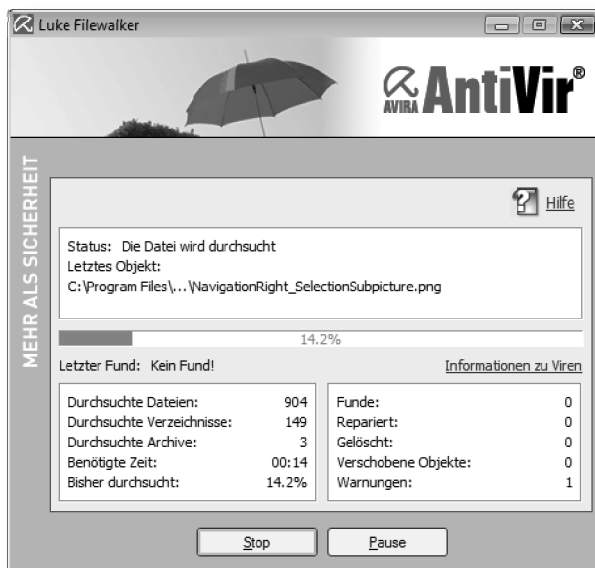 Luke Filewalker
AVIRA AntiVir®
MEHR ALS SICHERHEIT
Hilfe
Status: Die Datei wird durchsucht
Letztes Objekt:
C:\Program Files\...\NavigationRight_SelectionSubpicture.png
14.2%
Letzter Fund: Kein Fund!
Informationen zu Viren
Durchsuchte Dateien: 904
Durchsuchte Verzeichnisse: 149
Durchsuchte Archive: 3
Benötigte Zeit: 00:14
Bisher durchsucht: 14.2%
Funde: 0
Repariert: 0
Gelöscht: 0
Verschobene Objekte: 0
Warnungen: 1
Stop
Pause